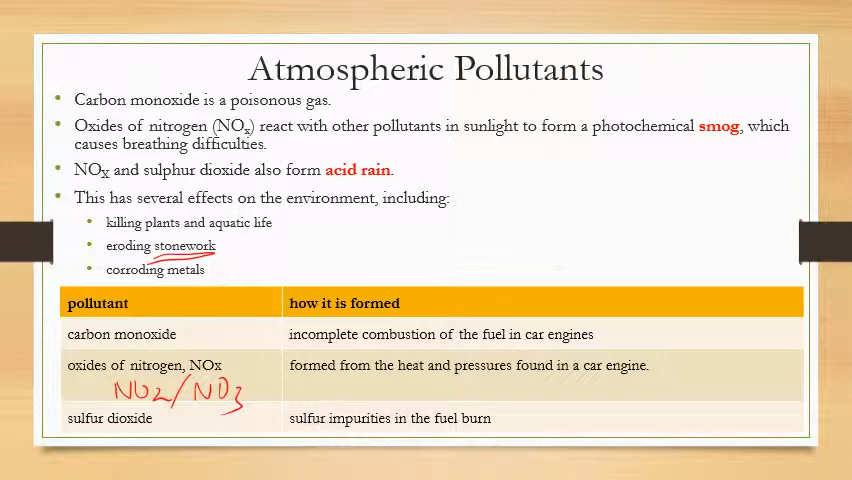 Atmospheric Pollutants
• Carbon monoxide is a poisonous gas.
• Oxides of nitrogen (NOx) react with other pollutants in sunlight to form a photochemical smog, which
causes breathing difficulties.
• NOX and sulphur dioxide also form acid rain.
• This has several effects on the environment, including:
• killing plants and aquatic life
• eroding stonework
• corroding metals
pollutant how it is formed
carbon monoxide incomplete combustion of the fuel in car engines
oxides of nitrogen, NOx formed from the heat and pressures found in a car engine.
NO2/NO3
sulfur dioxide sulfur impurities in the fuel burn